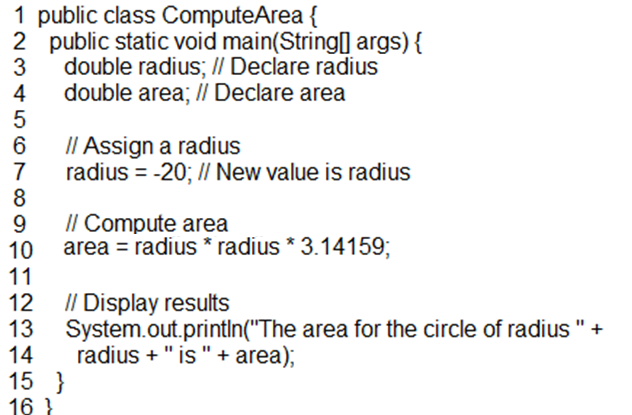 1 public class ComputeArea {
2 public static void main(String[] args) {
3 double radius; // Declare radius
4 double area; // Declare area
5
6 // Assign a radius
7 radius = -20; // New value is radius
8
9 // Compute area
10 area = radius * radius * 3.14159;
11
12 // Display results
13 System.out.println("The area for the circle of radius " +
14 radius + " is " + area);
15 }
16 }